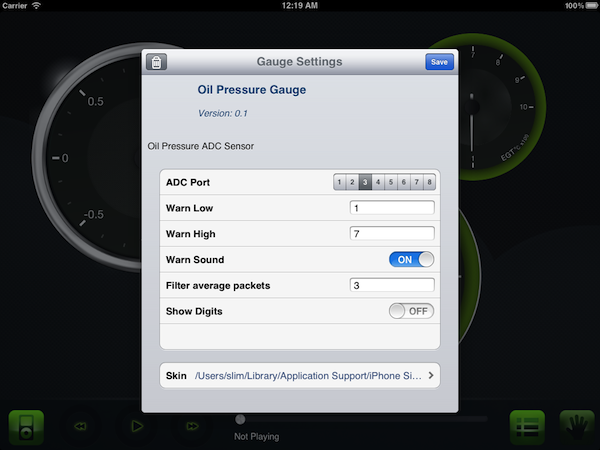 Carrier 12:19 AM 100%
Gauge Settings
Save
Oil Pressure Gauge
Version: 0.1
Oil Pressure ADC Sensor
ADC Port 1 2 3 4 5 6 7 8
Warn Low 1
Warn High 7
Warn Sound ON
Filter average packets 3
Show Digits OFF
Skin /Users/slim/Library/Application Support/iPhone Si...
0.5
0
-0.5
7
8
9
10
EGT°C x100
Not Playing